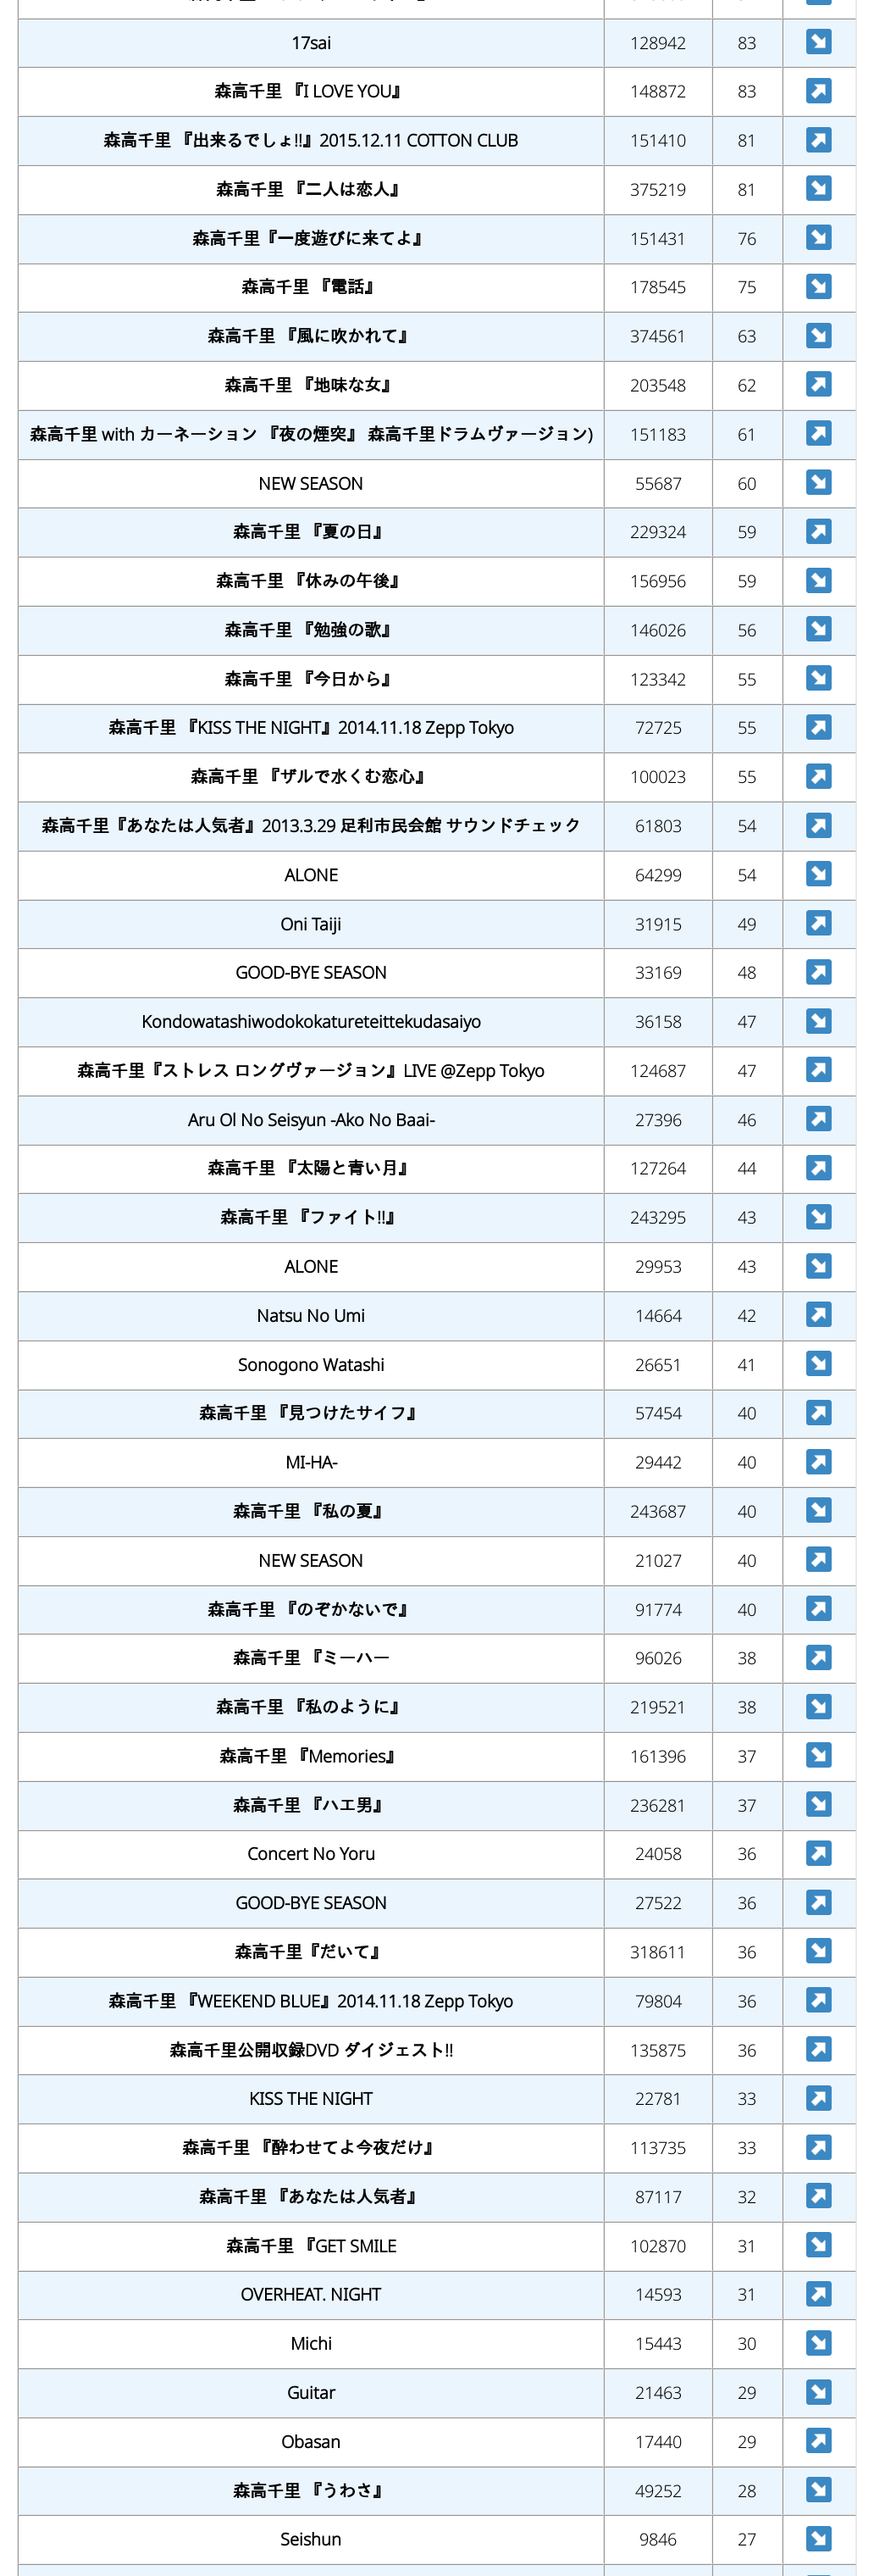 17sai 128942 83
森高千里 『I LOVE YOU』 148872 83
森高千里 『出来るでしょ!!』2015.12.11 COTTON CLUB 151410 81
森高千里 『二人は恋人』 375219 81
森高千里『一度遊びに来てよ』 151431 76
森高千里 『電話』 178545 75
森高千里 『風に吹かれて』 374561 63
森高千里 『地味な女』 203548 62
森高千里 with カーネーション 『夜の煙突』 森高千里ドラムヴァージョン) 151183 61
NEW SEASON 55687 60
森高千里 『夏の日』 229324 59
森高千里 『休みの午後』 156956 59
森高千里 『勉強の歌』 146026 56
森高千里 『今日から』 123342 55
森高千里 『KISS THE NIGHT』2014.11.18 Zepp Tokyo 72725 55
森高千里 『ザルで水くむ恋心』 100023 55
森高千里『あなたは人気者』2013.3.29 足利市民会館 サウンドチェック 61803 54
ALONE 64299 54
Oni Taiji 31915 49
GOOD-BYE SEASON 33169 48
Kondowatashiwodokokatureteittekudasaiyo 36158 47
森高千里『ストレス ロングヴァージョン』LIVE @Zepp Tokyo 124687 47
Aru Ol No Seisyun -Ako No Baai- 27396 46
森高千里 『太陽と青い月』 127264 44
森高千里 『ファイト!!』 243295 43
ALONE 29953 43
Natsu No Umi 14664 42
Sonogono Watashi 26651 41
森高千里 『見つけたサイフ』 57454 40
MI-HA- 29442 40
森高千里 『私の夏』 243687 40
NEW SEASON 21027 40
森高千里 『のぞかないで』 91774 40
森高千里 『ミーハー 96026 38
森高千里 『私のように』 219521 38
森高千里 『Memories』 161396 37
森高千里 『ハエ男』 236281 37
Concert No Yoru 24058 36
GOOD-BYE SEASON 27522 36
森高千里『だいて』 318611 36
森高千里 『WEEKEND BLUE』2014.11.18 Zepp Tokyo 79804 36
森高千里公開収録DVD ダイジェスト!! 135875 36
KISS THE NIGHT 22781 33
森高千里 『酔わせてよ今夜だけ』 113735 33
森高千里 『あなたは人気者』 87117 32
森高千里 『GET SMILE 102870 31
OVERHEAT. NIGHT 14593 31
Michi 15443 30
Guitar 21463 29
Obasan 17440 29
森高千里 『うわさ』 49252 28
Seishun 9846 27